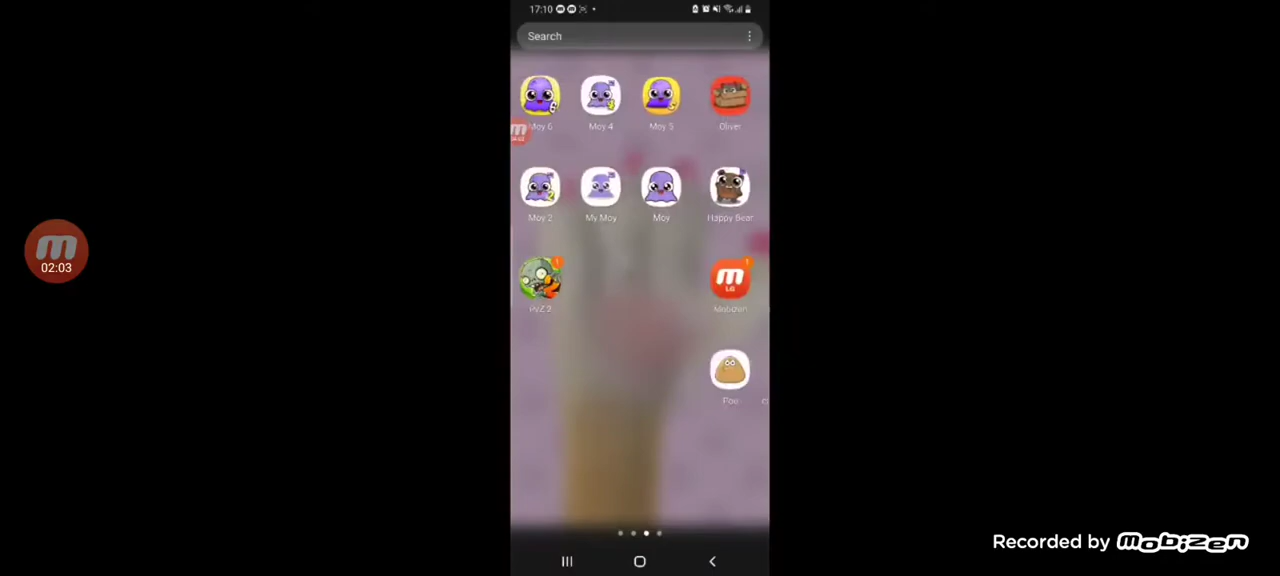 17:10
Search
Moy 6 Moy 4 Moy 5 Oliver
Moy 2 My Moy Moy Happy Bear
PvZ 2 Mobizen
Pou
02:03
Recorded by Mobizen